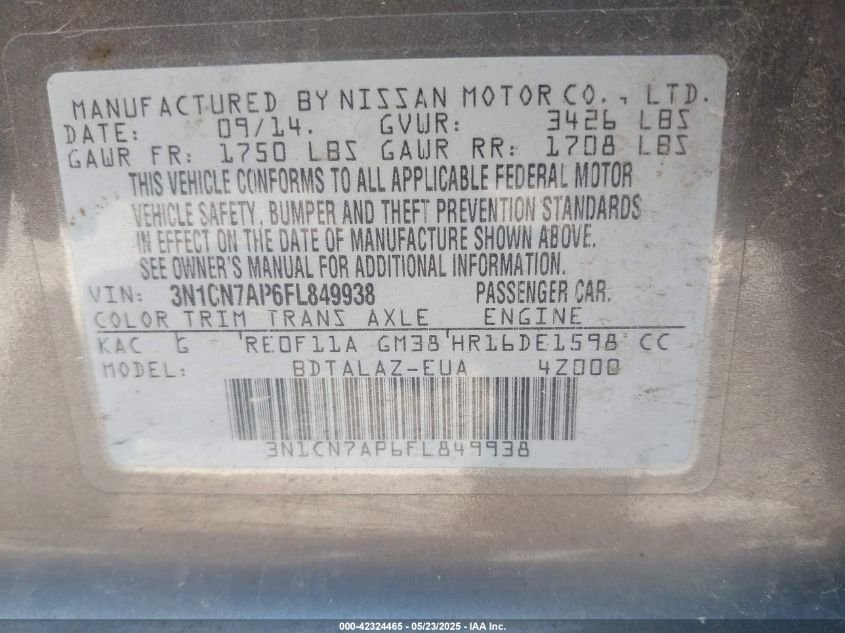 MANUFACTURED BY NISSAN MOTOR CO., LTD.
DATE: 09/14. GVWR: 3426 LBS
GAWR FR: 1750 LBS GAWR RR: 1708 LBS
THIS VEHICLE CONFORMS TO ALL APPLICABLE FEDERAL MOTOR
VEHICLE SAFETY, BUMPER AND THEFT PREVENTION STANDARDS
IN EFFECT ON THE DATE OF MANUFACTURE SHOWN ABOVE.
SEE OWNER'S MANUAL FOR ADDITIONAL INFORMATION.
VIN: 3N1CN7AP6FL849938 PASSENGER CAR.
COLOR TRIM TRANS AXLE ENGINE
KAC G RE0F11A GM38 HR16DE1598 CC
MODEL: BDTALAZ-EUA 4Z000
3N1CN7AP6FL849938
000-42324465 - 05/23/2025 - IAA Inc.